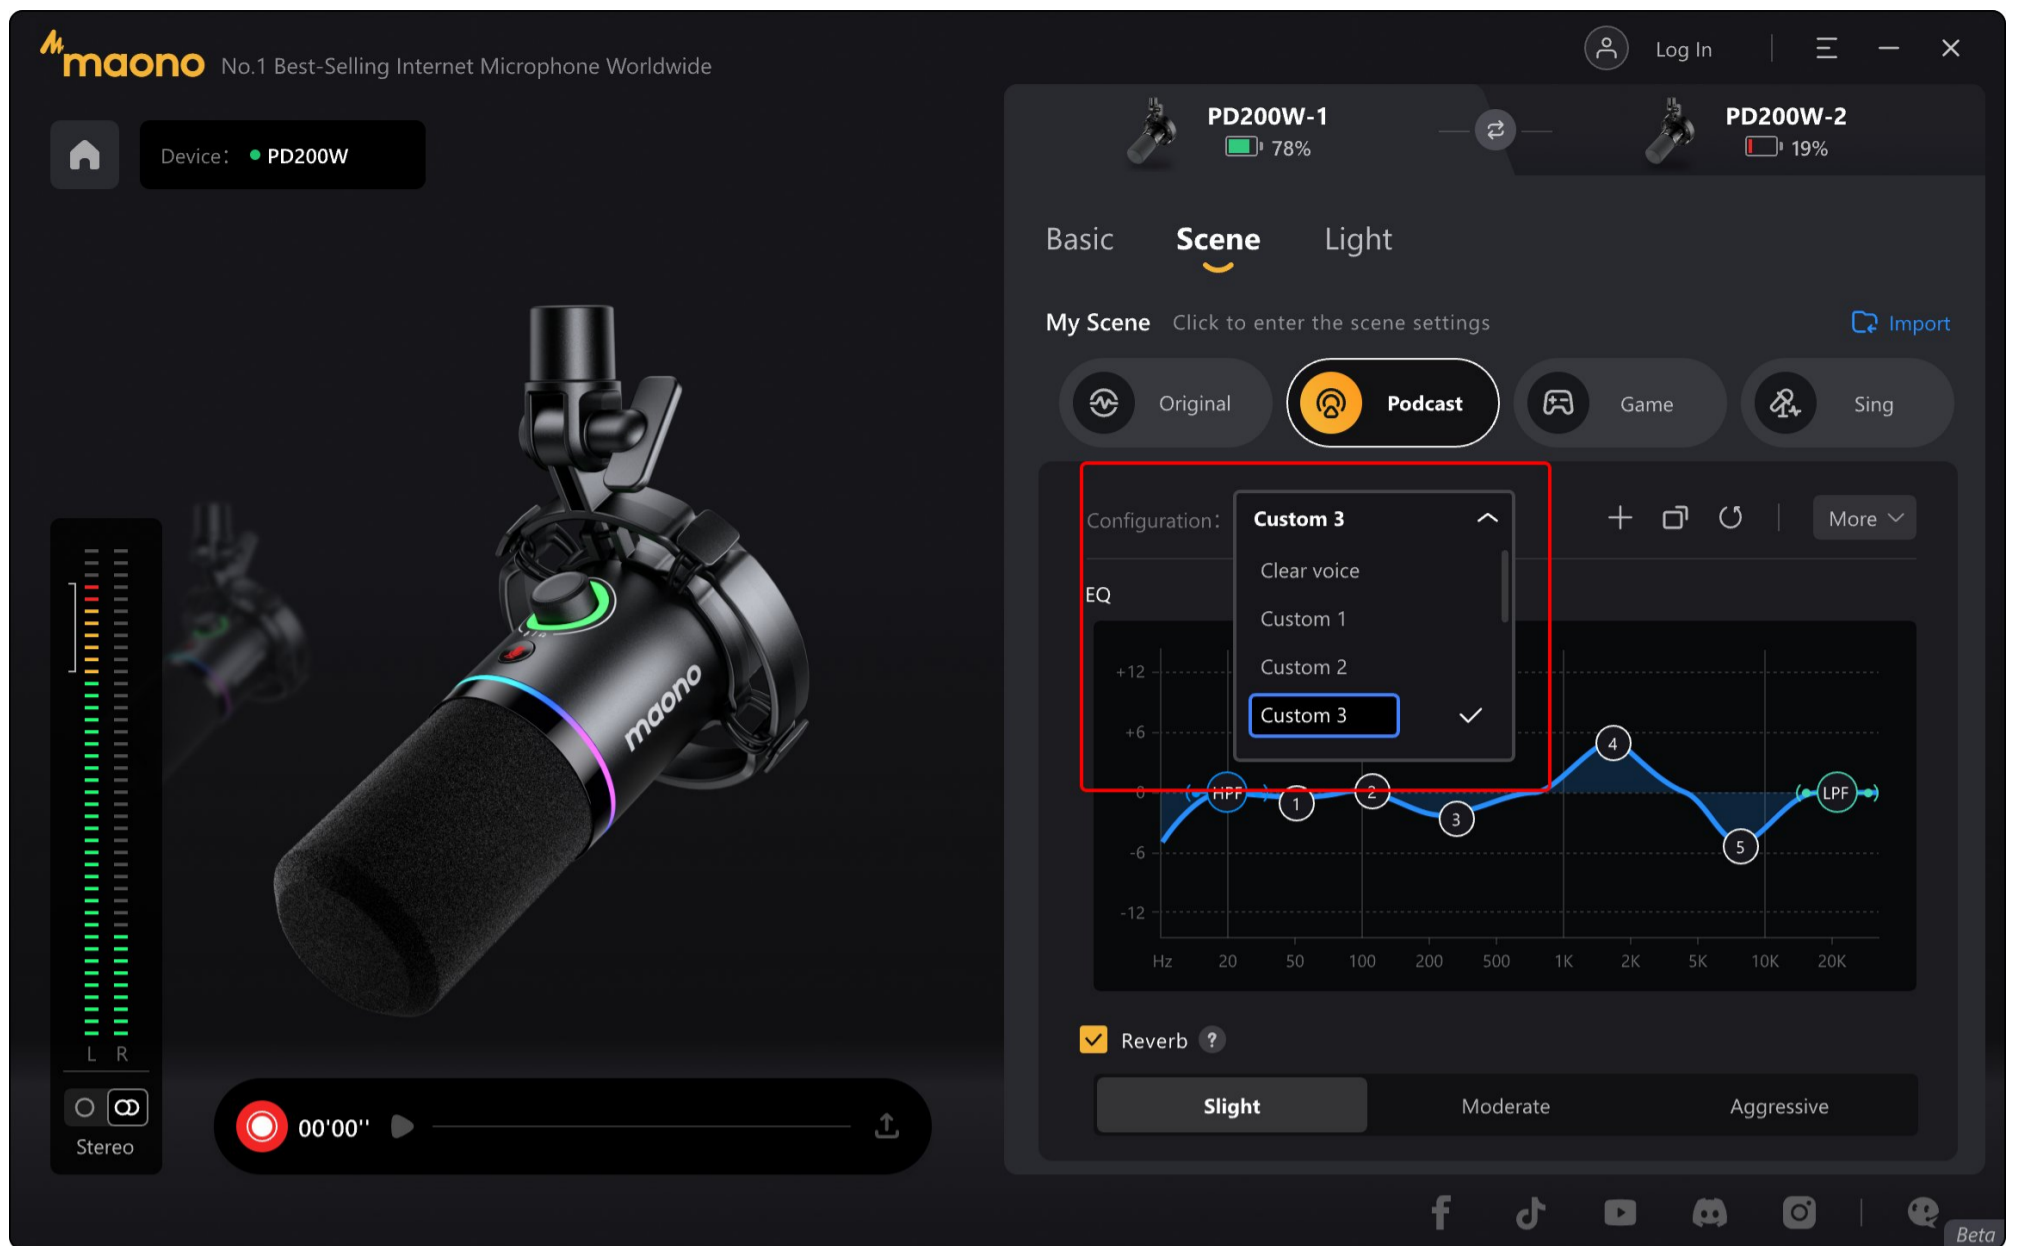 maono No.1 Best-Selling Internet Microphone Worldwide
Log In
Device: PD200W
PD200W-1
78%
PD200W-2
19%
Basic Scene Light
My Scene Click to enter the scene settings Import
Original Podcast Game Sing
Configuration: Custom 3 More
Clear voice
Custom 1
Custom 2
Custom 3
EQ
+12
+6
0
-6
-12
HPF 1 2 3 4 5 LPF
Hz 20 50 100 200 500 1K 2K 5K 10K 20K
maono
L R
Stereo
00'00''
Reverb ?
Slight Moderate Aggressive
Beta